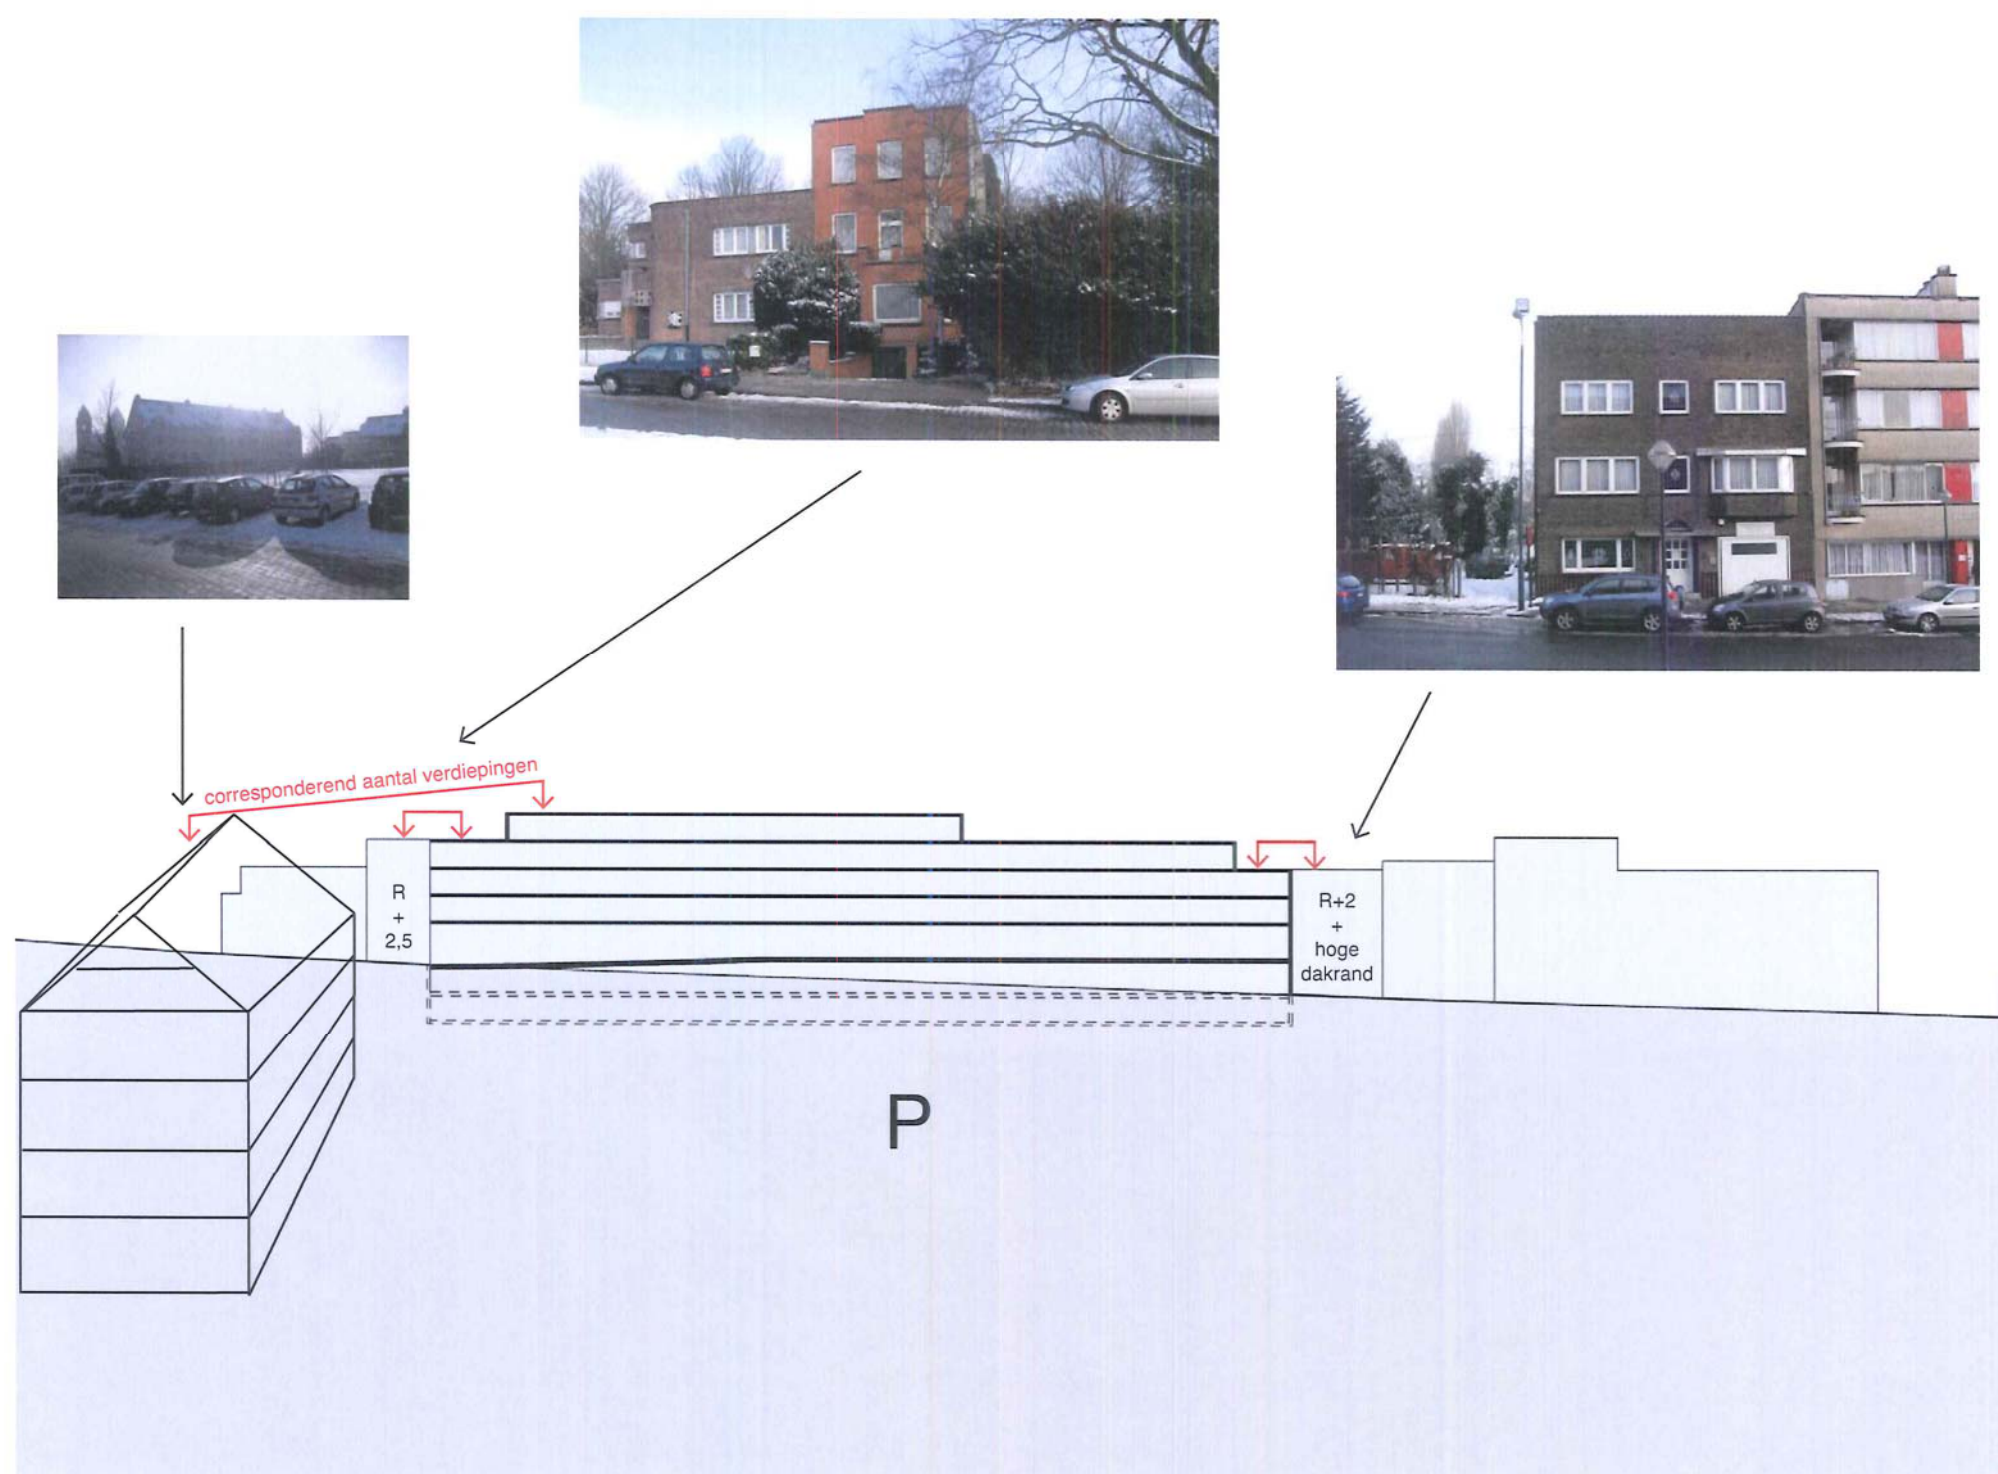 corresponderend aantal verdiepingen
R
+
2,5
R+2
+
hoge
dakrand
P